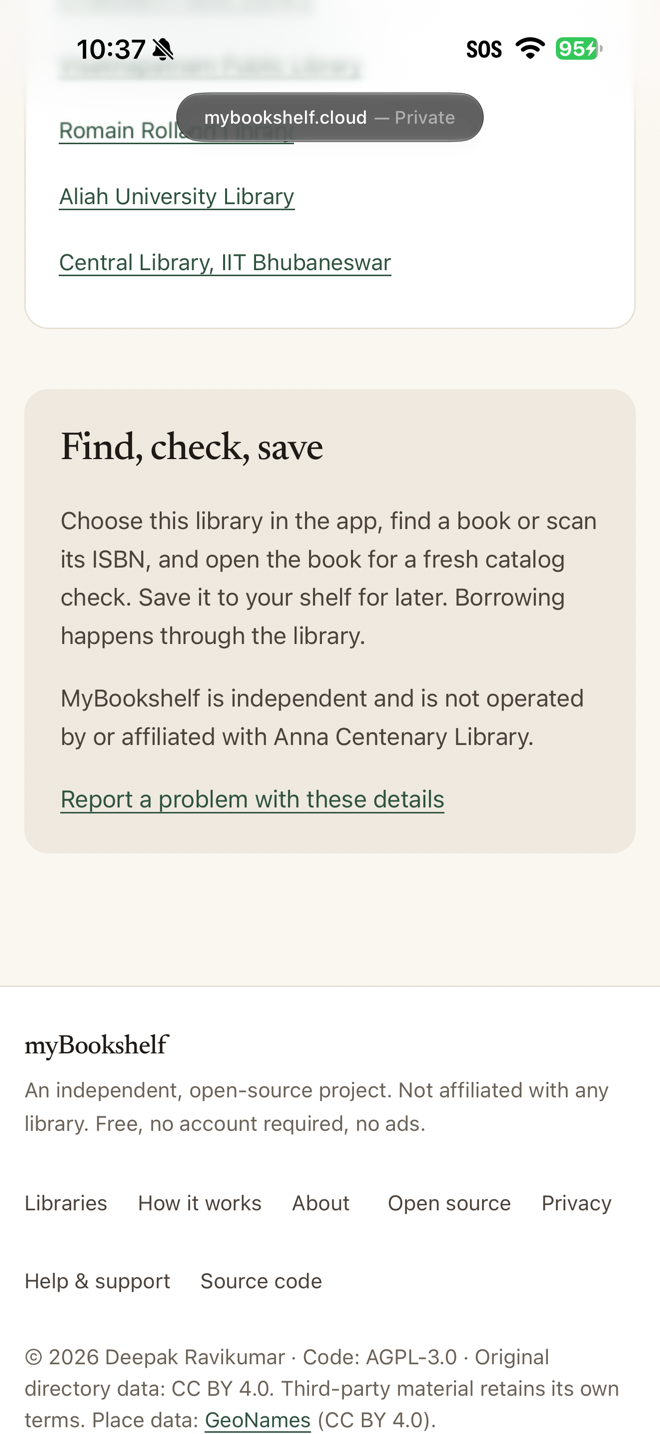 10:37
SOS
95
Visakhapatnam Public Library
mybookshelf.cloud — Private
Romain Rolland Library
Aliah University Library
Central Library, IIT Bhubaneswar
Find, check, save
Choose this library in the app, find a book or scan
its ISBN, and open the book for a fresh catalog
check. Save it to your shelf for later. Borrowing
happens through the library.
MyBookshelf is independent and is not operated
by or affiliated with Anna Centenary Library.
Report a problem with these details
myBookshelf
An independent, open-source project. Not affiliated with any
library. Free, no account required, no ads.
Libraries How it works About Open source Privacy
Help & support Source code
© 2026 Deepak Ravikumar · Code: AGPL-3.0 · Original
directory data: CC BY 4.0. Third-party material retains its own
terms. Place data: GeoNames (CC BY 4.0).